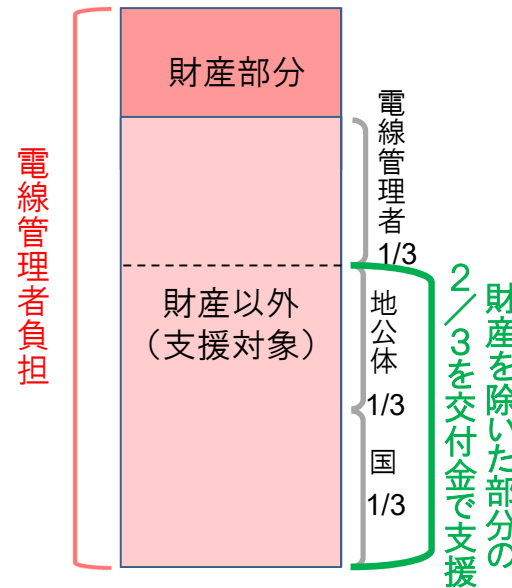 電線管理者負担
財産部分
財産以外
（支援対象）
電線管理者
1/3
地公体
1/3
国
1/3
財産を除いた部分の
２／３を交付金で支援